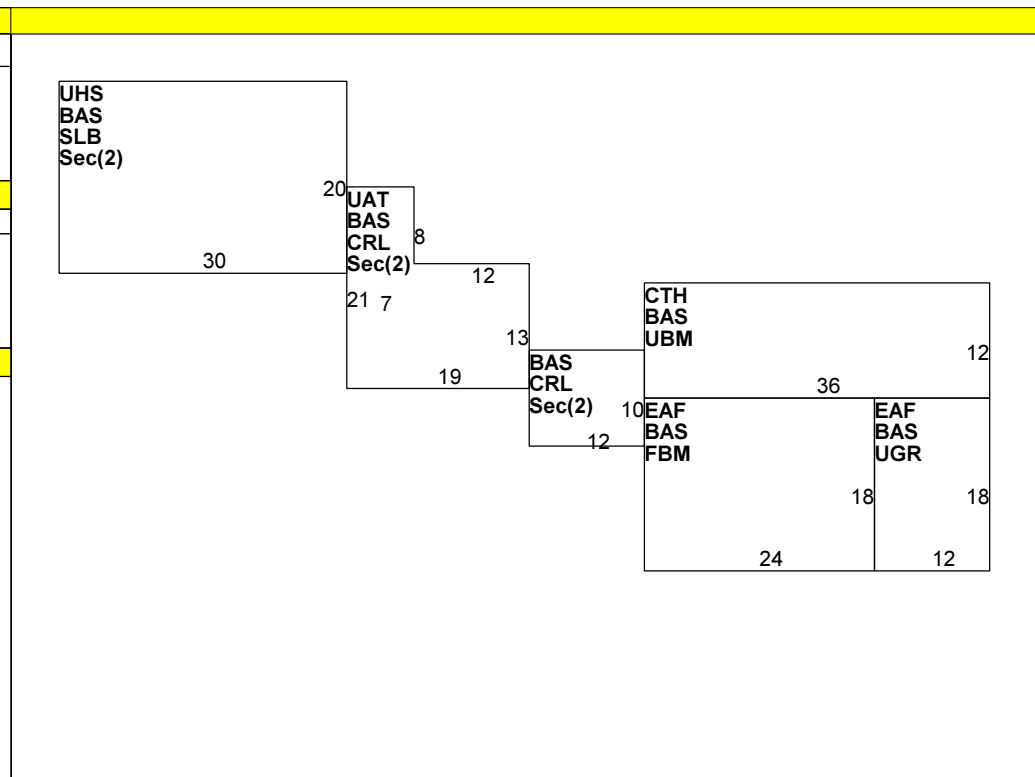 UHS
BAS
SLB
Sec(2)
20
30
UAT
BAS
CRL
Sec(2)
8
12
21 7
13
19
BAS
CRL
Sec(2)
10
12
CTH
BAS
UBM
12
36
EAF
BAS
FBM
18
24
EAF
BAS
UGR
18
12